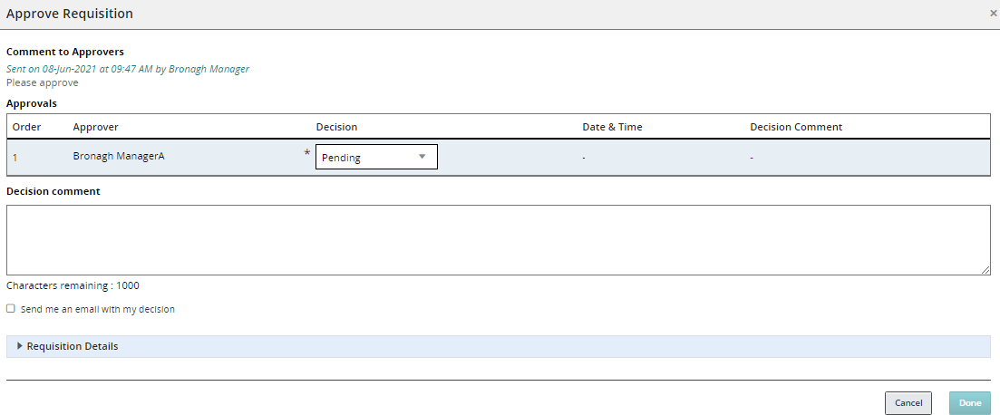 Approve Requisition ×
Comment to Approvers
Sent on 08-Jun-2021 at 09:47 AM by Bronagh Manager
Please approve
Approvals
Order Approver Decision Date & Time Decision Comment
1 Bronagh ManagerA * Pending - -
Decision comment
Characters remaining : 1000
Send me an email with my decision
Requisition Details
Cancel Done